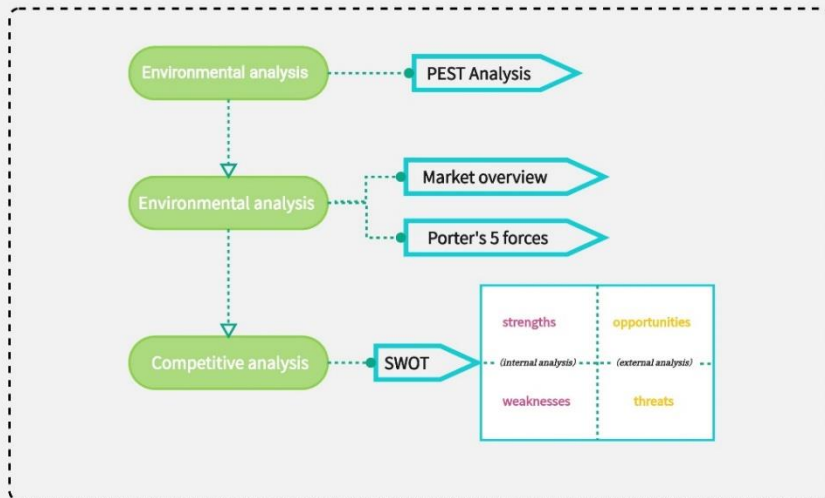 Environmental analysis
PEST Analysis
Environmental analysis
Market overview
Porter's 5 forces
Competitive analysis
SWOT
strengths
opportunities
(internal analysis)
(external analysis)
weaknesses
threats